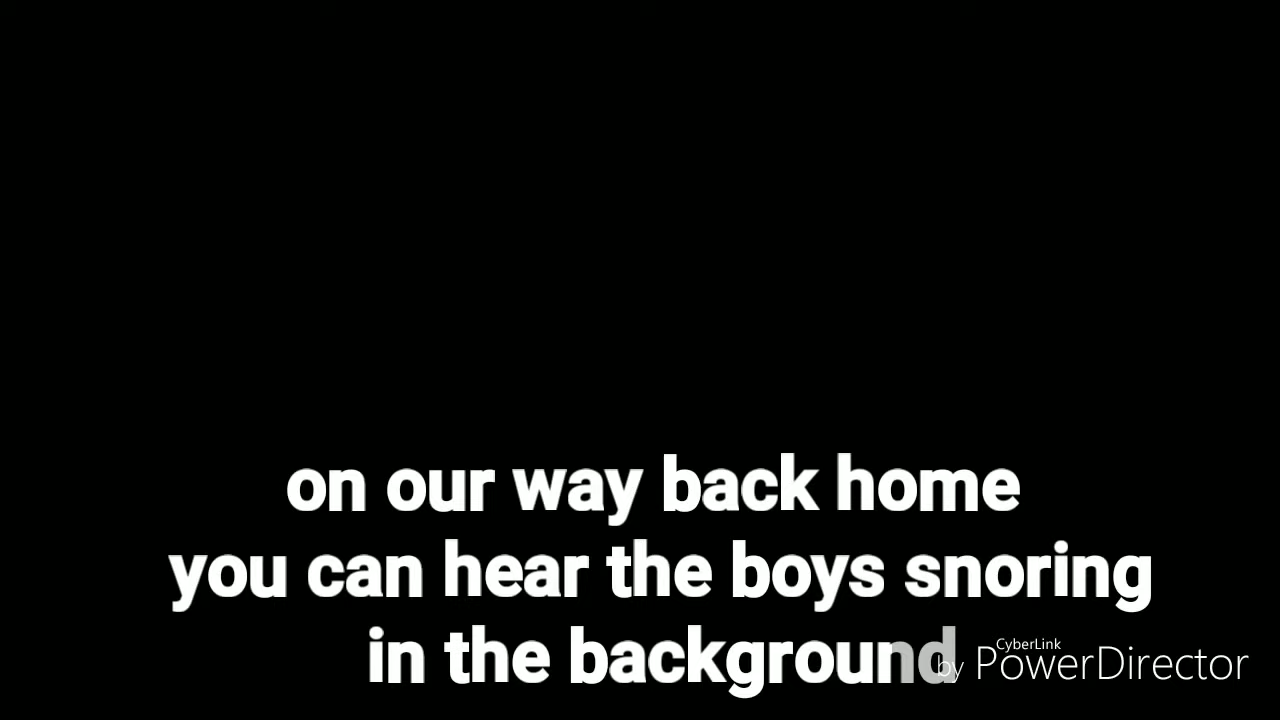 on our way back home
you can hear the boys snoring
in the background
by CyberLink PowerDirector